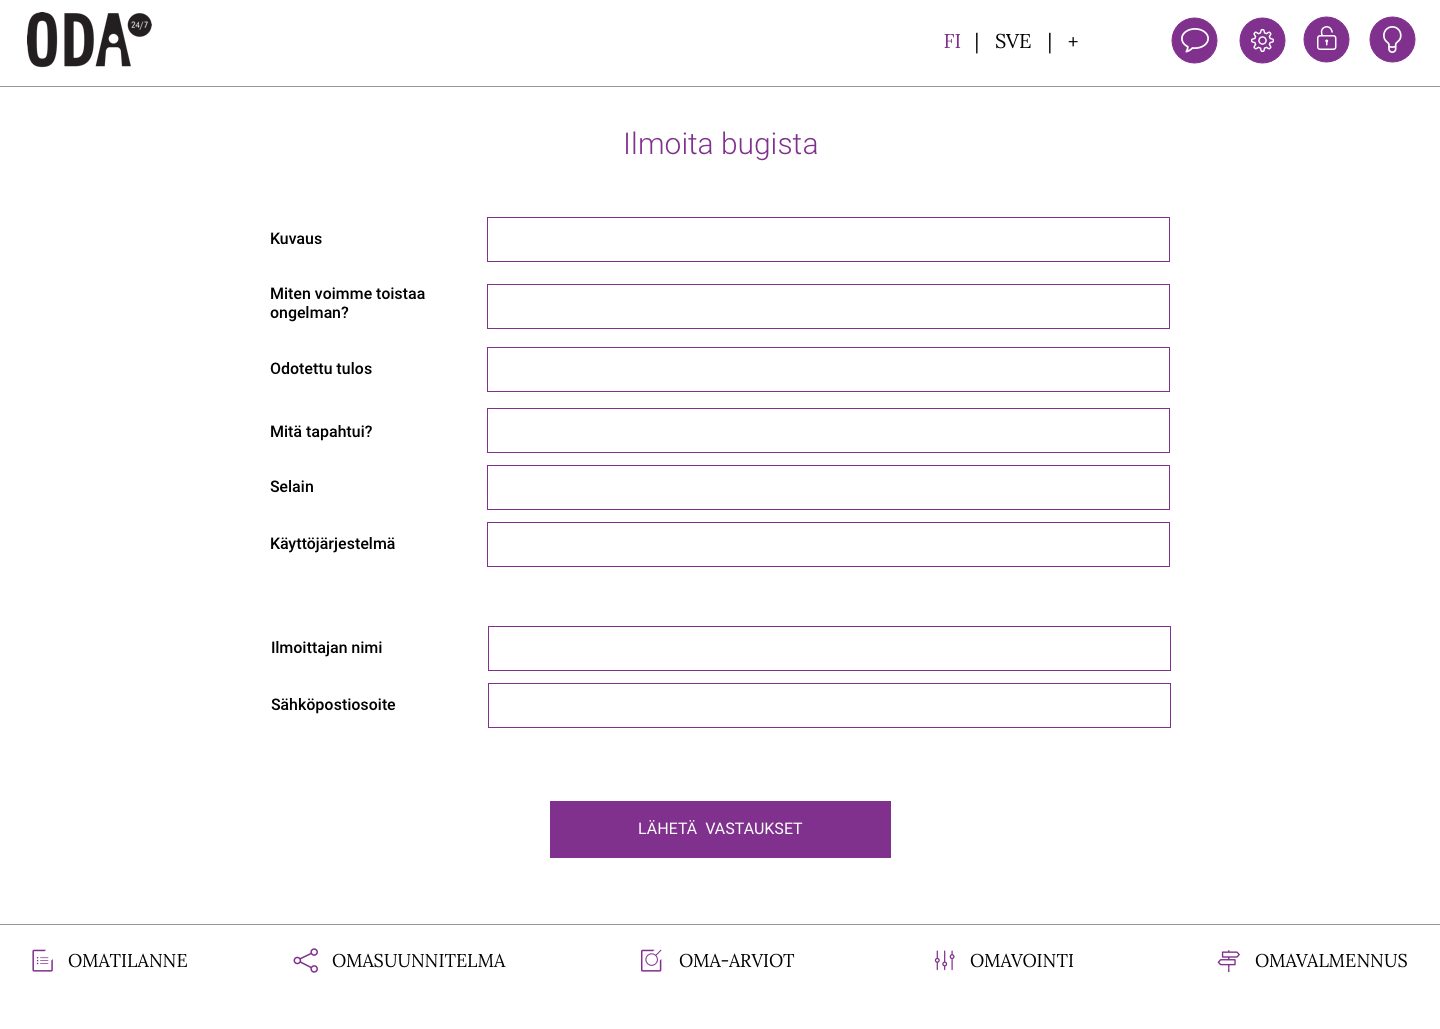 ODA 24/7
FI | SVE | +
Ilmoita bugista
Kuvaus
Miten voimme toistaa
ongelman?
Odotettu tulos
Mitä tapahtui?
Selain
Käyttöjärjestelmä
Ilmoittajan nimi
Sähköpostiosoite
LÄHETÄ VASTAUKSET
OMATILANNE
OMASUUNNITELMA
OMA-ARVIOT
OMAVOINTI
OMAVALMENNUS